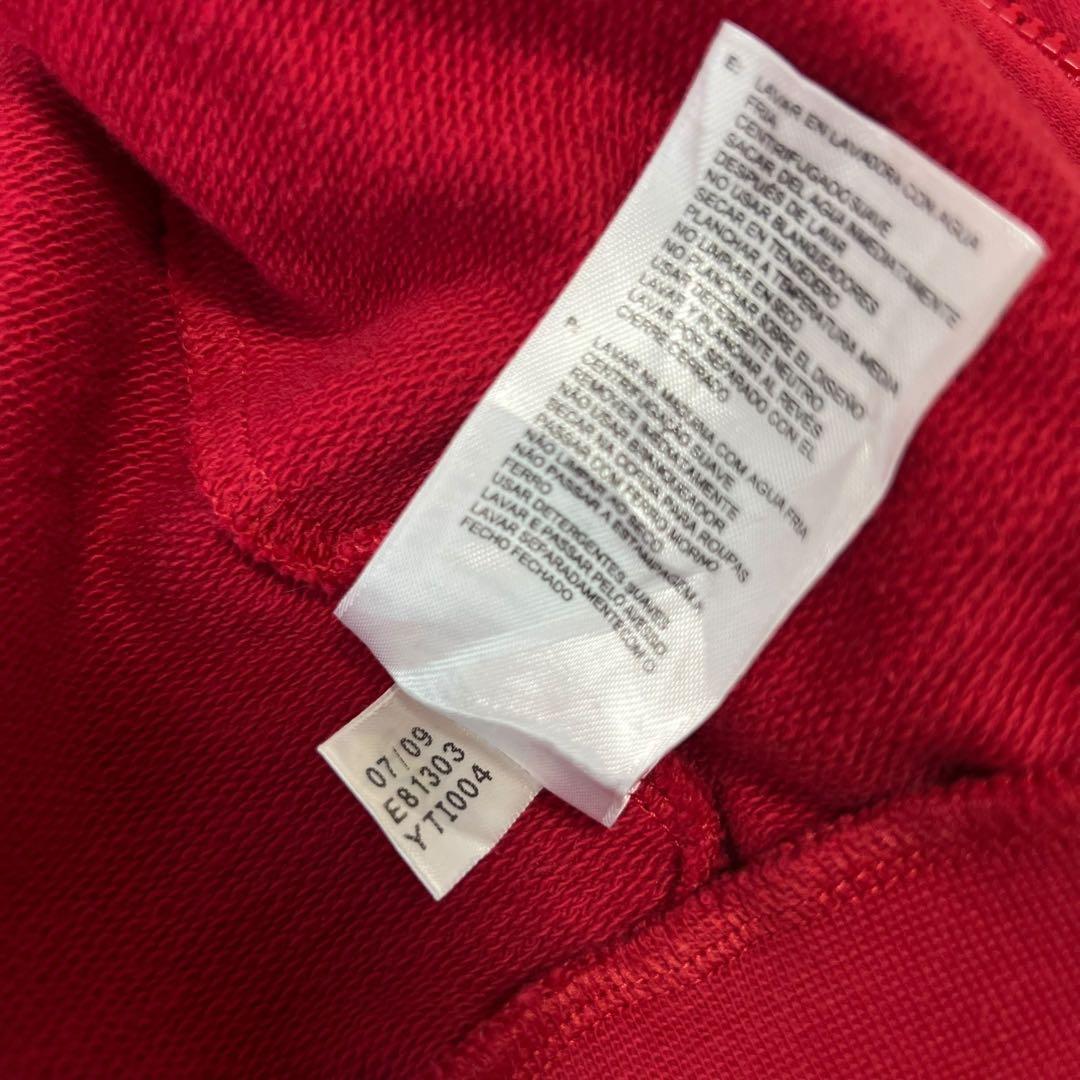 E: LAVAR EN LAVADORA CON AGUA
FRIA
CENTRIFUGADO SUAVE
SACAR DEL AGUA INMEDIATAMENTE
DESPUÉS DE LAVAR
NO USAR BLANQUEADORES
SECAR EN TENDEDERO
PLANCHAR A TEMPERATURA MEDIA
NO LIMPIAR EN SECO
NO PLANCHAR SOBRE EL DISEÑO
USAR DETERGENTE NEUTRO
LAVAR Y PLANCHAR AL REVÉS
LAVAR POR SEPARADO CON EL
CIERRE CERRADO
P: LAVAR NA MÁQUINA COM AGUA FRIA
CENTRIFUGAÇÃO SUAVE
REMOVER IMEDIATAMENTE
NÃO USE BRANQUEADOR
SECAR NA CORDA PARA ROUPAS
PASSAR COM FERRO MORNO
NÃO LIMPAR A SECO
NÃO PASSAR A ESTAMPAGEM A
FERRO
USAR DETERGENTES SUAVES
LAVAR E PASSAR PELO AVESSO
LAVAR SEPARADAMENTE COM O
FECHO FECHADO
07/09
E81303
YTI004